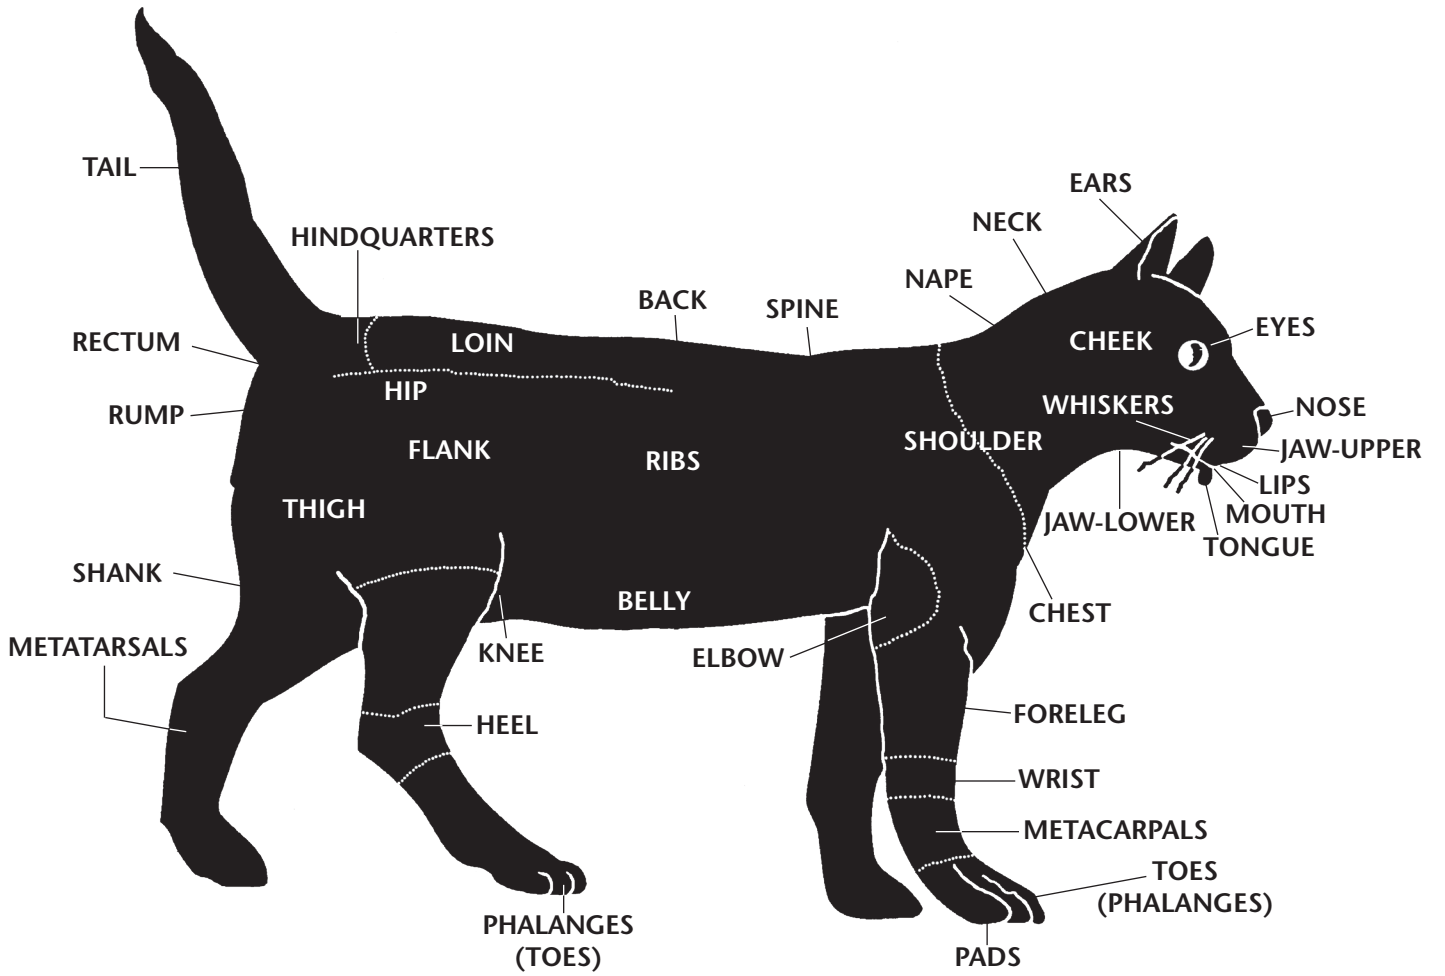 EARS
TAIL
NECK
HINDQUARTERS
NAPE
BACK
SPINE
EYES
RECTUM
LOIN
CHEEK
HIP
RUMP
WHISKERS
NOSE
FLANK
RIBS
SHOULDER
JAW-UPPER
LIPS
THIGH
JAW-LOWER
MOUTH
TONGUE
SHANK
BELLY
CHEST
METATARSALS
KNEE
ELBOW
HEEL
FORELEG
WRIST
METACARPALS
TOES
(PHALANGES)
PHALANGES
(TOES)
PADS